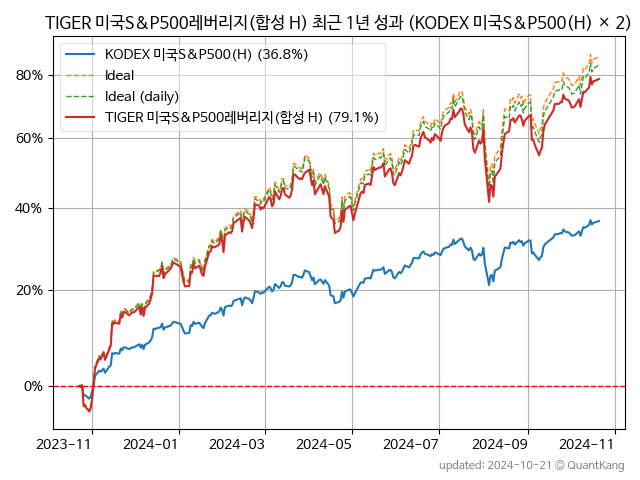 TIGER 미국S&P500레버리지(합성 H) 최근 1년 성과 (KODEX 미국S&P500(H) × 2)
KODEX 미국S&P500(H) (36.8%)
Ideal
Ideal (daily)
TIGER 미국S&P500레버리지(합성 H) (79.1%)
80%
60%
40%
20%
0%
2023-11
2024-01
2024-03
2024-05
2024-07
2024-09
2024-11
updated: 2024-10-21 © QuantKang